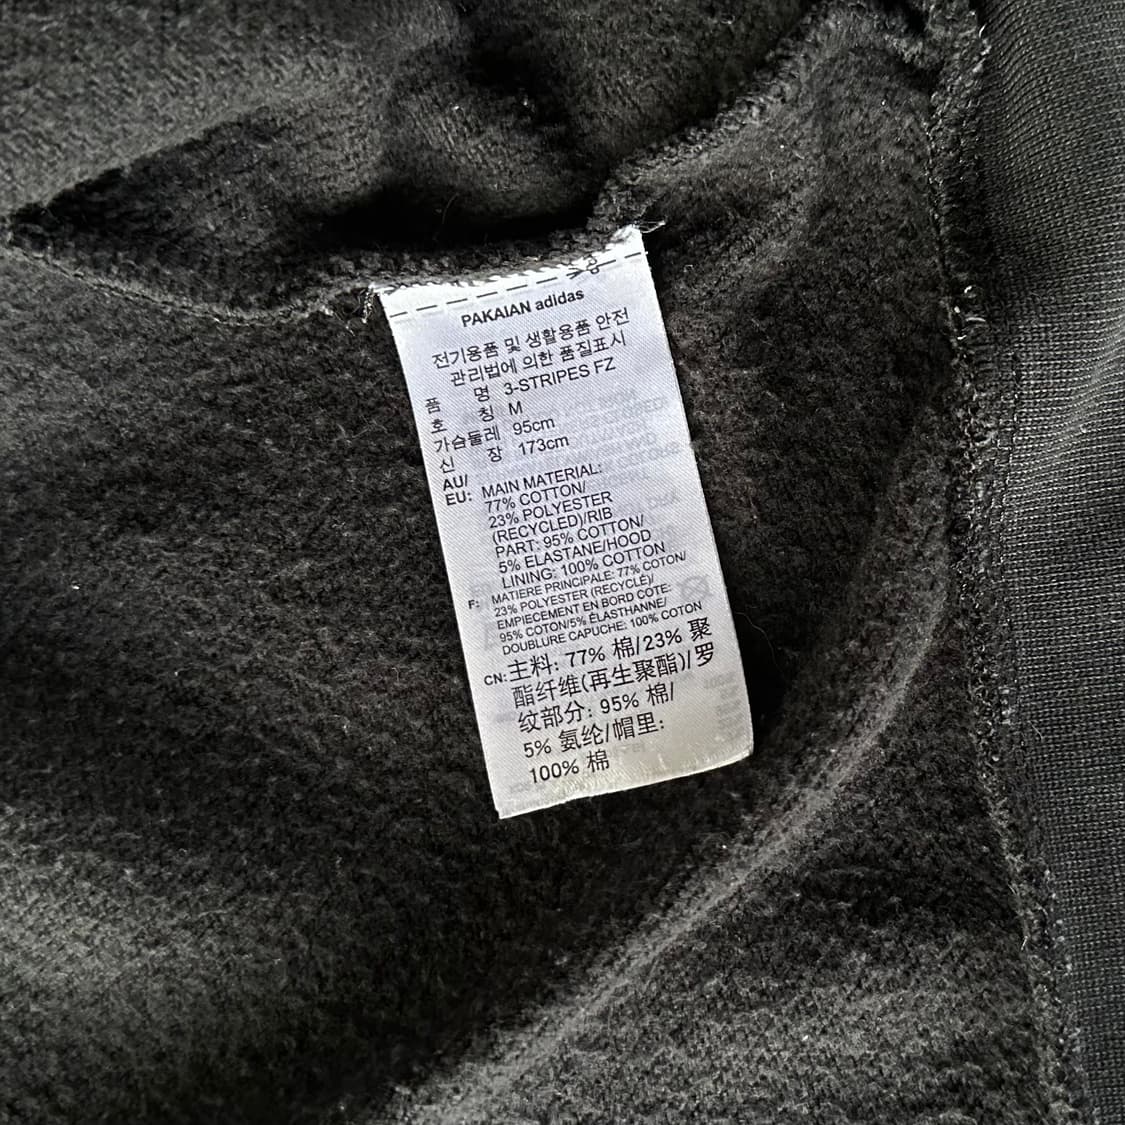 PAKAIAN adidas
전기용품 및 생활용품 안전
관리법에 의한 품질표시
품 명 3-STRIPES FZ
호 칭 M
가슴둘레 95cm
신 장 173cm
AU/
EU: MAIN MATERIAL:
77% COTTON/
23% POLYESTER
(RECYCLED)/RIB
PART: 95% COTTON/
5% ELASTANE/HOOD
LINING: 100% COTTON
F: MATIERE PRINCIPALE: 77% COTON/
23% POLYESTER (RECYCLÉ)/
EMPIECEMENT EN BORD COTE:
95% COTON/5% ÉLASTHANNE/
DOUBLURE CAPUCHE: 100% COTON
CN: 主料: 77% 棉/23% 聚
酯纤维(再生聚酯)/罗
纹部分: 95% 棉/
5% 氨纶/帽里:
100% 棉